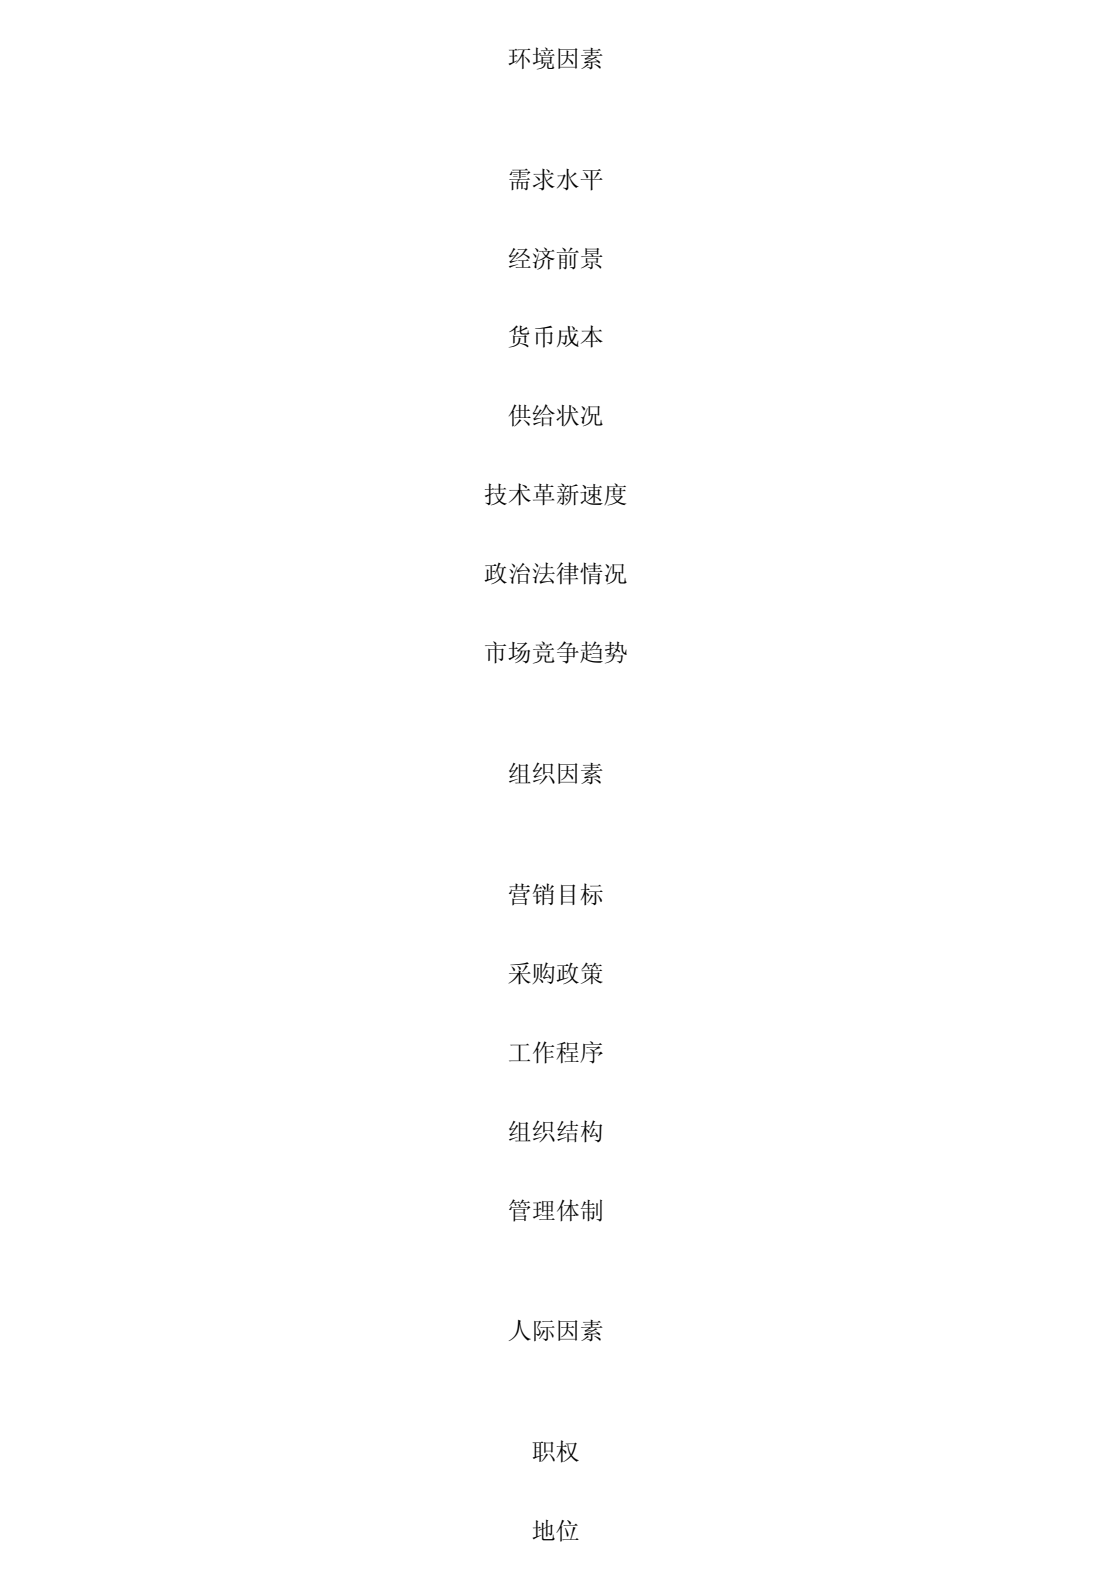 环境因素
需求水平
经济前景
货币成本
供给状况
技术革新速度
政治法律情况
市场竞争趋势
组织因素
营销目标
采购政策
工作程序
组织结构
管理体制
人际因素
职权
地位